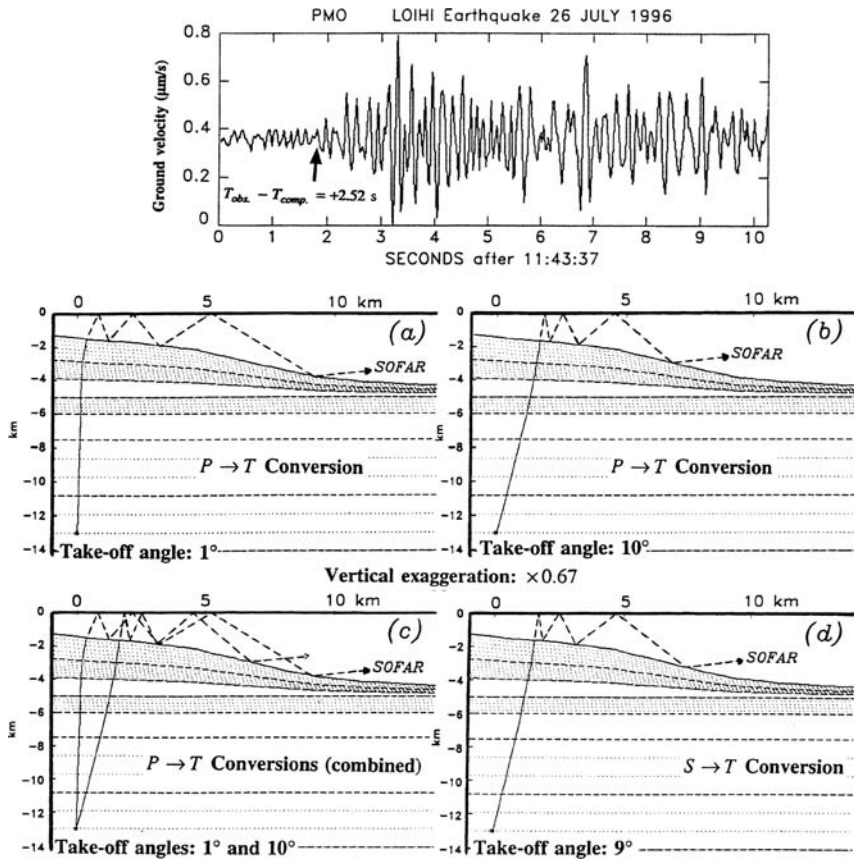 PMO LOIHI Earthquake 26 JULY 1996
Ground velocity (μm/s)
0.8
0.6
0.4
0.2
0
T obs. − T comp. = +2.52 s
0 1 2 3 4 5 6 7 8 9 10
SECONDS after 11:43:37
0 5 10 km
0
-2
-4
-6
-8
-10
-12
-14
km
(a)
SOFAR
P → T Conversion
Take-off angle: 1°
0 5 10 km
0
-2
-4
-6
-8
-10
-12
-14
km
(b)
SOFAR
P → T Conversion
Take-off angle: 10°
Vertical exaggeration: ×0.67
0 5 10 km
0
-2
-4
-6
-8
-10
-12
-14
km
(c)
SOFAR
P → T Conversions (combined)
Take-off angles: 1° and 10°
0 5 10 km
0
-2
-4
-6
-8
-10
-12
-14
km
(d)
SOFAR
S → T Conversion
Take-off angle: 9°